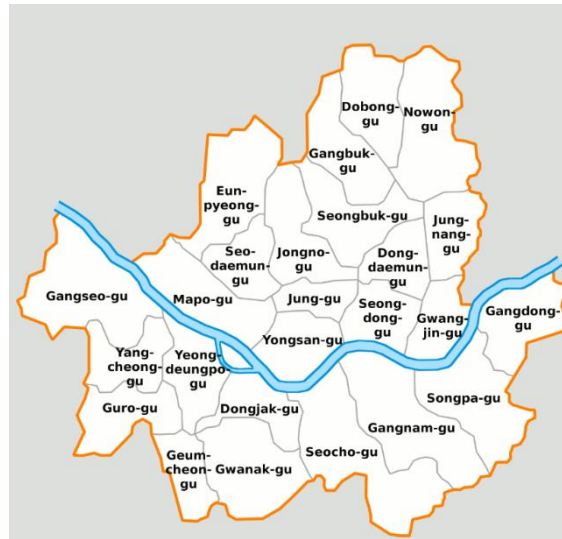 Dobong-
gu
Nowon-
gu
Gangbuk-
gu
Eun-
pyeong-
gu
Seongbuk-gu
Jung-
nang-
gu
Seo-
daemun-
gu
Jongno-
gu
Dong-
daemun-
gu
Gangseo-gu
Mapo-gu
Jung-gu
Seong-
dong-
gu
Gwang-
jin-gu
Gangdong-
gu
Yongsan-gu
Yang-
cheong-
gu
Yeong-
deungpo-
gu
Guro-gu
Dongjak-gu
Songpa-gu
Gangnam-gu
Geum-
cheon-
gu
Gwanak-gu
Seocho-gu